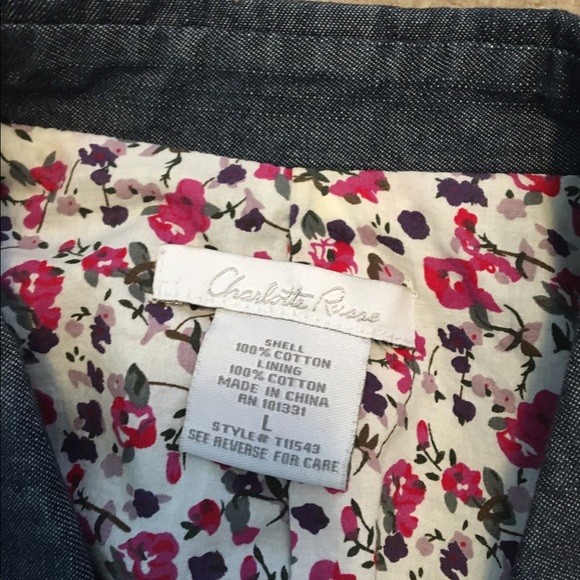 Charlotte Russe
SHELL
100% COTTON
LINING
100% COTTON
MADE IN CHINA
RN 101331
L
STYLE# T11543
SEE REVERSE FOR CARE